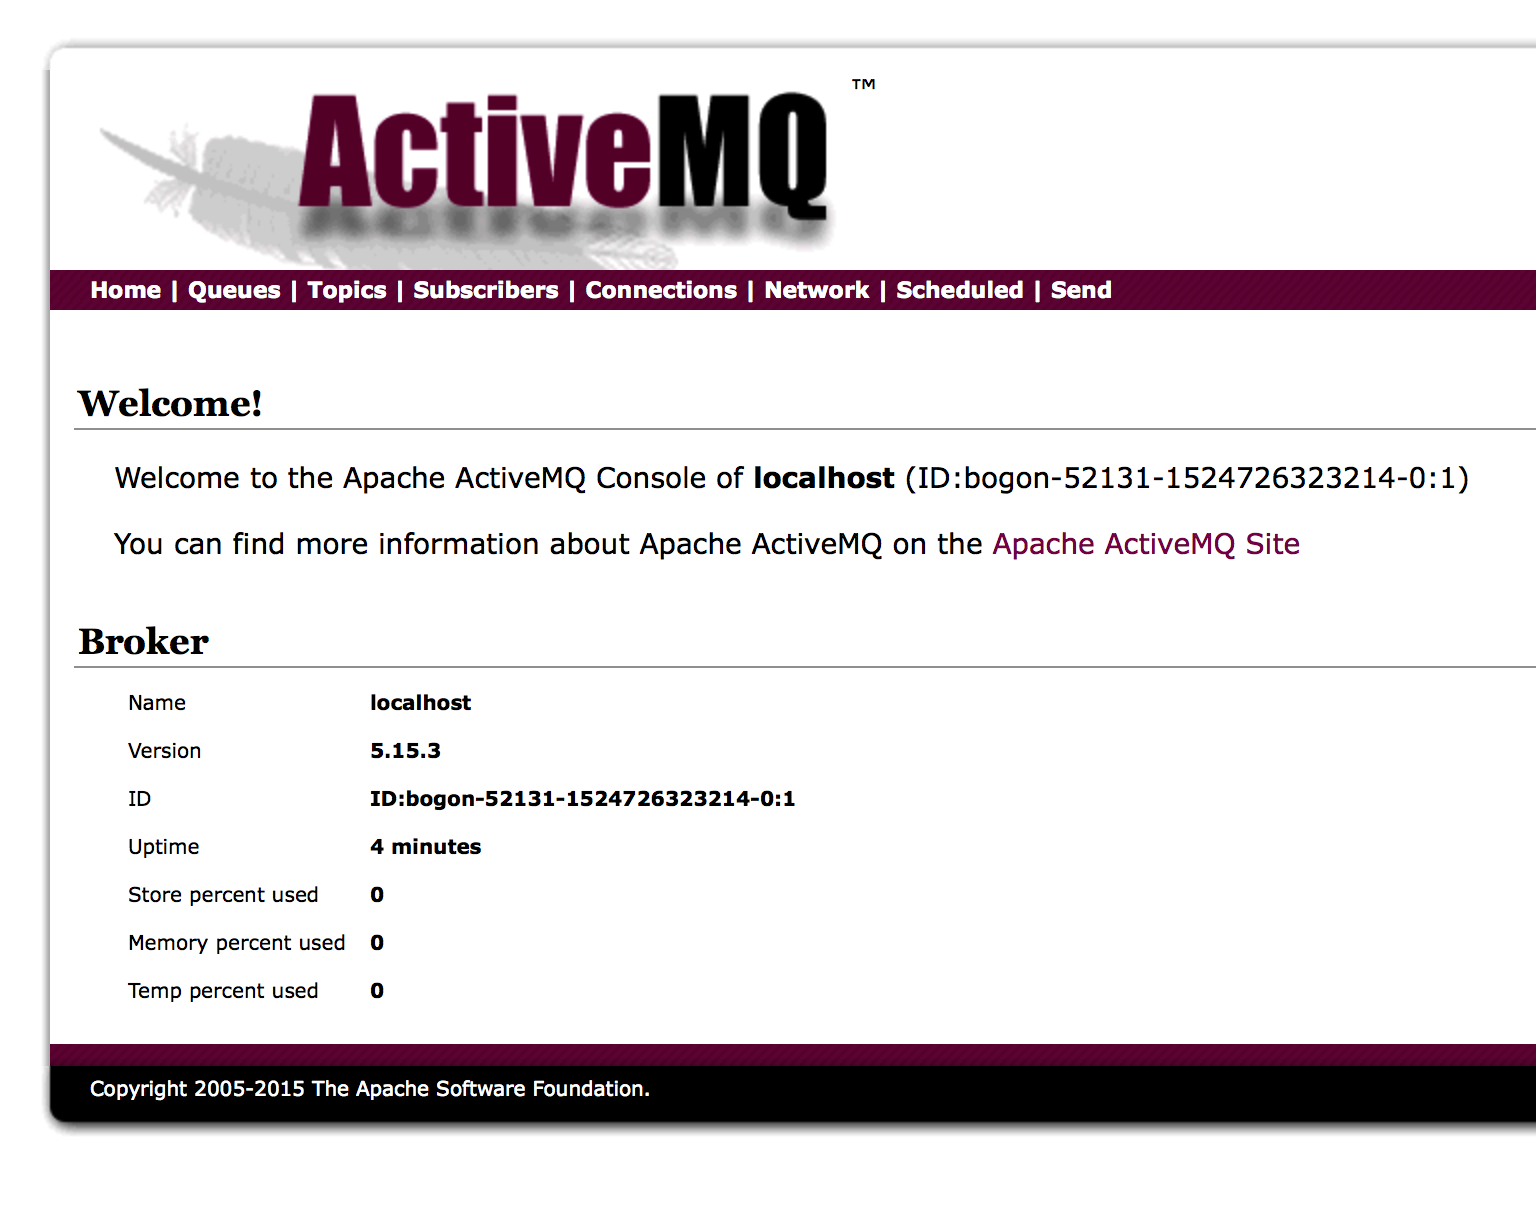 ActiveMQ ™
Home | Queues | Topics | Subscribers | Connections | Network | Scheduled | Send
Welcome!
Welcome to the Apache ActiveMQ Console of localhost (ID:bogon-52131-1524726323214-0:1)
You can find more information about Apache ActiveMQ on the Apache ActiveMQ Site
Broker
Name localhost
Version 5.15.3
ID ID:bogon-52131-1524726323214-0:1
Uptime 4 minutes
Store percent used 0
Memory percent used 0
Temp percent used 0
Copyright 2005-2015 The Apache Software Foundation.